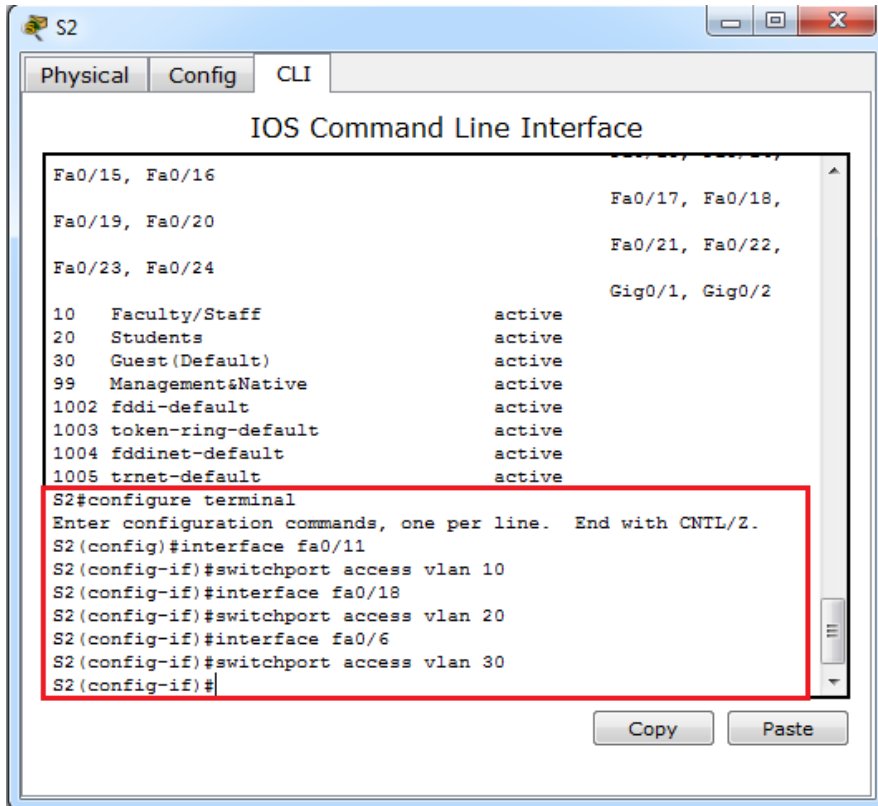 S2
Physical Config CLI
IOS Command Line Interface
Fa0/15, Fa0/16
Fa0/17, Fa0/18,
Fa0/19, Fa0/20
Fa0/21, Fa0/22,
Fa0/23, Fa0/24
Gig0/1, Gig0/2
10 Faculty/Staff active
20 Students active
30 Guest(Default) active
99 Management&Native active
1002 fddi-default active
1003 token-ring-default active
1004 fddinet-default active
1005 trnet-default active
S2#configure terminal
Enter configuration commands, one per line. End with CNTL/Z.
S2(config)#interface fa0/11
S2(config-if)#switchport access vlan 10
S2(config-if)#interface fa0/18
S2(config-if)#switchport access vlan 20
S2(config-if)#interface fa0/6
S2(config-if)#switchport access vlan 30
S2(config-if)#
Copy Paste